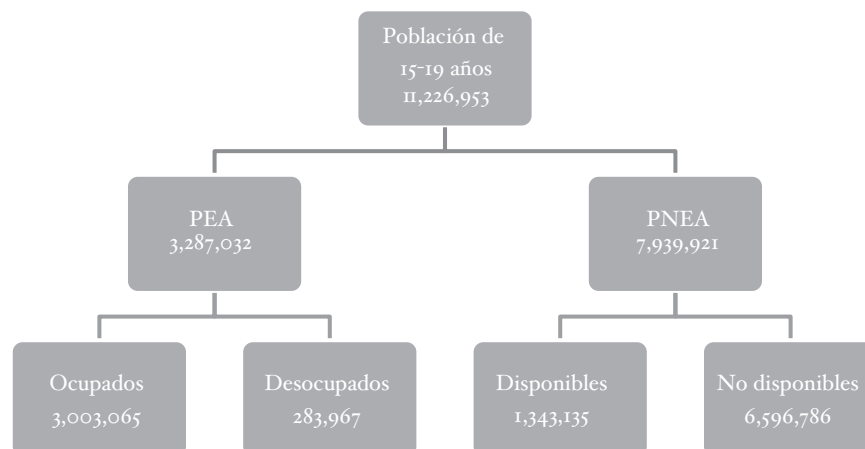 Población de
15-19 años
11,226,953
PEA
3,287,032
PNEA
7,939,921
Ocupados
3,003,065
Desocupados
283,967
Disponibles
1,343,135
No disponibles
6,596,786